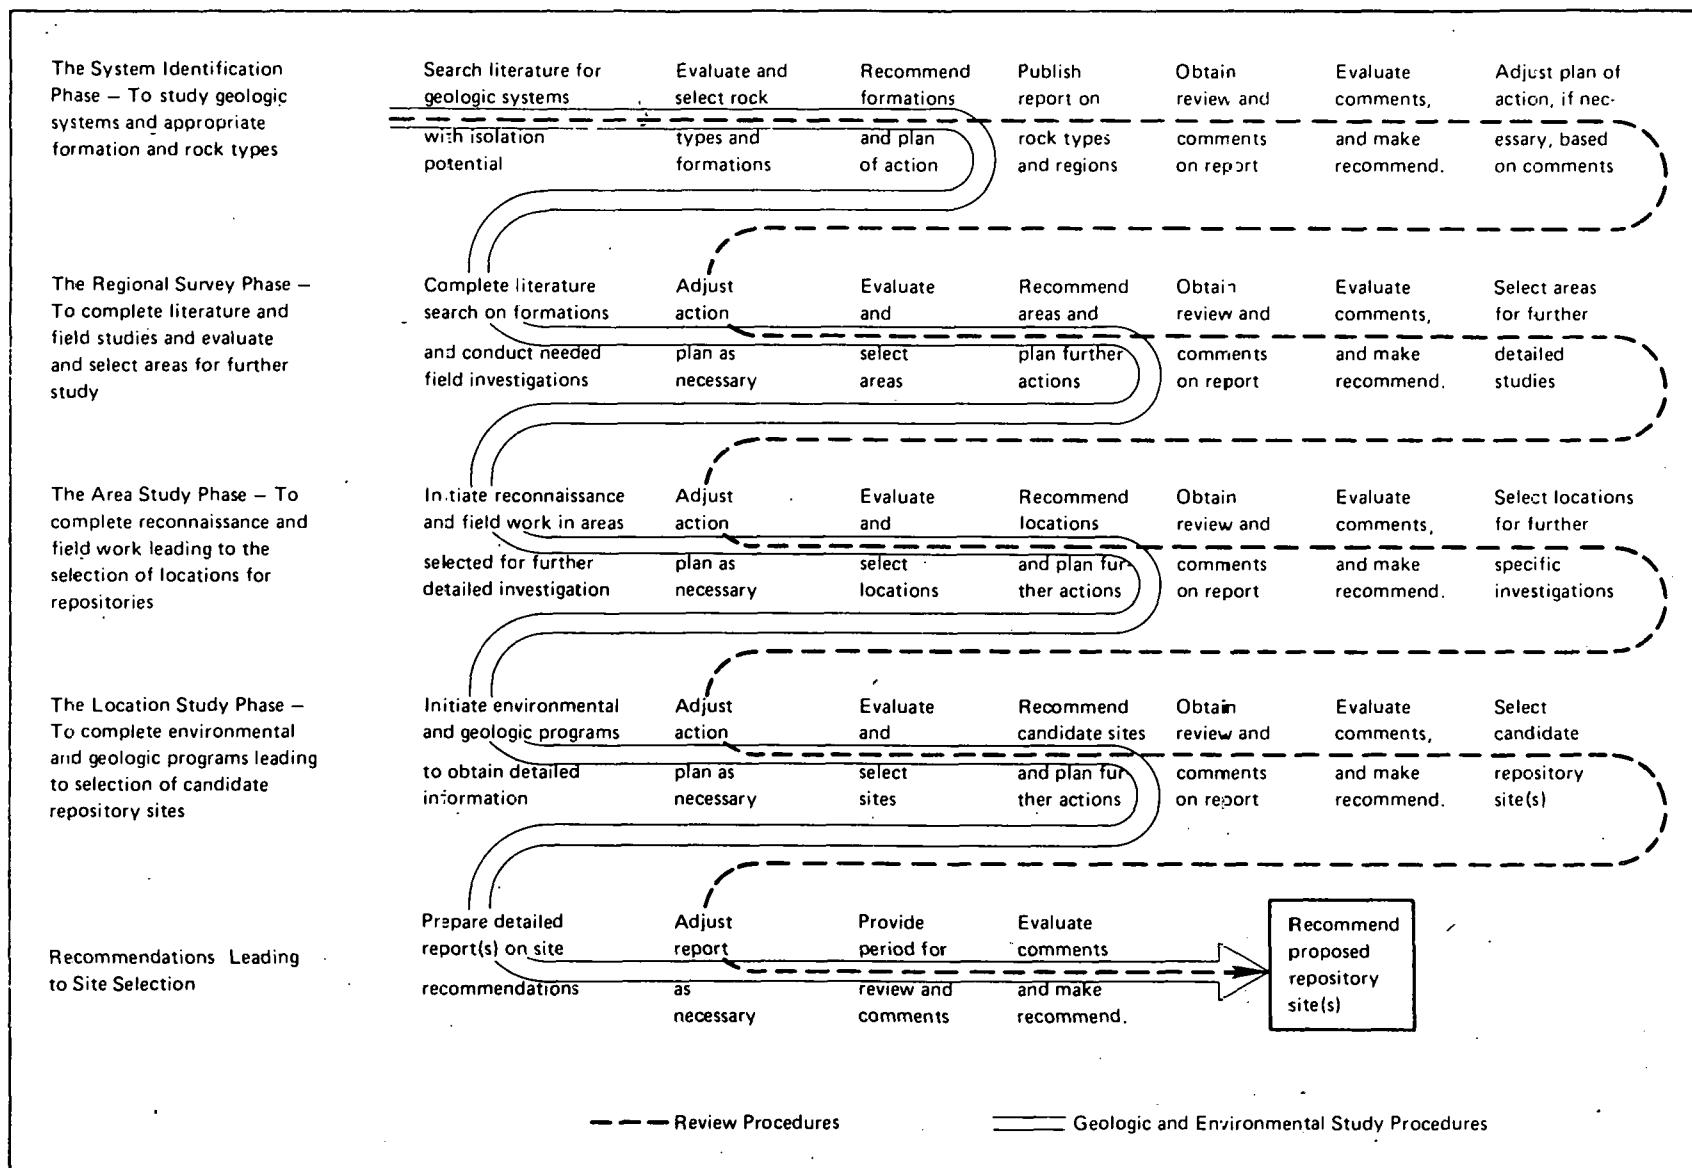 The System Identification
Phase — To study geologic
systems and appropriate
formation and rock types
Search literature for
geologic systems
with isolation
potential
Evaluate and
select rock
types and
formations
Recommend
formations
and plan
of action
Publish
report on
rock types
and regions
Obtain
review and
comments
on report
Evaluate
comments,
and make
recommend.
Adjust plan of
action, if nec-
essary, based
on comments
The Regional Survey Phase —
To complete literature and
field studies and evaluate
and select areas for further
study
Complete literature
search on formations
and conduct needed
field investigations
Adjust
action
plan as
necessary
Evaluate
and
select
areas
Recommend
areas and
plan further
actions
Obtain
review and
comments
on report
Evaluate
comments,
and make
recommend.
Select areas
for further
detailed
studies
The Area Study Phase — To
complete reconnaissance and
field work leading to the
selection of locations for
repositories
Initiate reconnaissance
and field work in areas
selected for further
detailed investigation
Adjust
action
plan as
necessary
Evaluate
and
select
locations
Recommend
locations
and plan fur-
ther actions
Obtain
review and
comments
on report
Evaluate
comments,
and make
recommend.
Select locations
for further
specific
investigations
The Location Study Phase —
To complete environmental
and geologic programs leading
to selection of candidate
repository sites
Initiate environmental
and geologic programs
to obtain detailed
information
Adjust
action
plan as
necessary
Evaluate
and
select
sites
Recommend
candidate sites
and plan fur-
ther actions
Obtain
review and
comments
on report
Evaluate
comments,
and make
recommend.
Select
candidate
repository
site(s)
Recommendations Leading
to Site Selection
Prepare detailed
report(s) on site
recommendations
Adjust
report
as
necessary
Provide
period for
review and
comments
Evaluate
comments
and make
recommend.
Recommend
proposed
repository
site(s)
Review Procedures
Geologic and Environmental Study Procedures